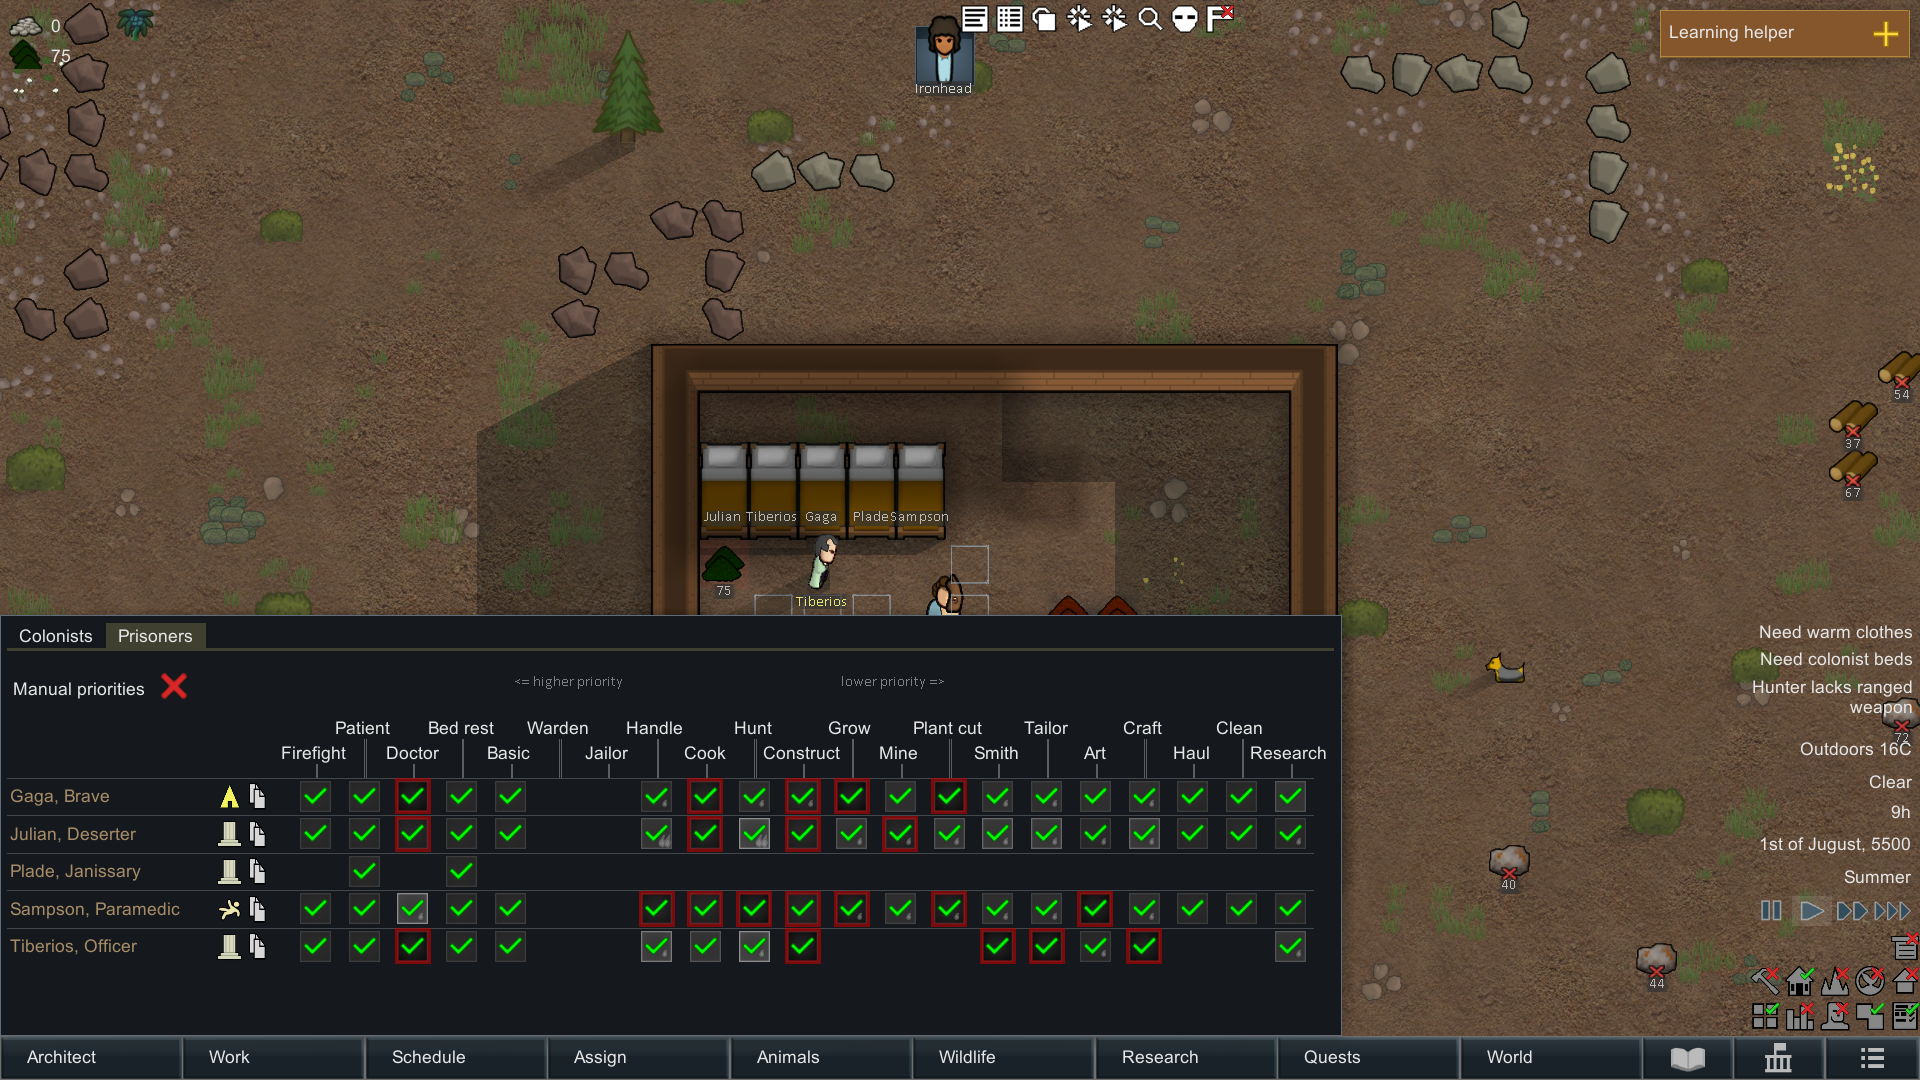 0
75
Ironhead
Learning helper
54
37
67
Julian Tiberios Gaga Plade Sampson
75
Tiberios
Colonists Prisoners
Manual priorities
<= higher priority lower priority =>
Patient Bed rest Warden Handle Hunt Grow Plant cut Tailor Craft Clean
Firefight Doctor Basic Jailor Cook Construct Mine Smith Art Haul Research
Gaga, Brave
Julian, Deserter
Plade, Janissary
Sampson, Paramedic
Tiberios, Officer
Need warm clothes
Need colonist beds
Hunter lacks ranged
weapon
72
Outdoors 16C
Clear
9h
1st of Jugust, 5500
Summer
40
44
Architect Work Schedule Assign Animals Wildlife Research Quests World